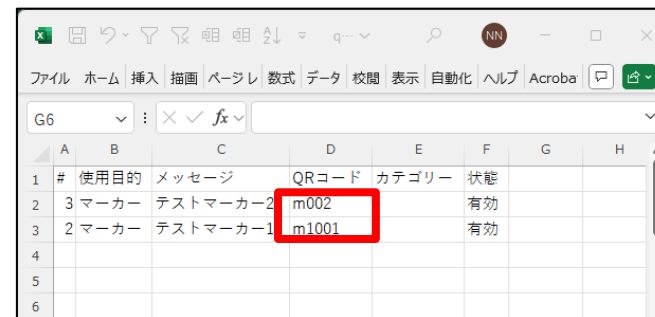 q…
NN
ファイル ホーム 挿入 描画 ページレ 数式 データ 校閲 表示 自動化 ヘルプ Acroba
G6 fx
A B C D E F G H
1 # 使用目的 メッセージ QRコード カテゴリー 状態
2 3 マーカー テストマーカー2 m002 有効
3 2 マーカー テストマーカー1 m1001 有効
4
5
6